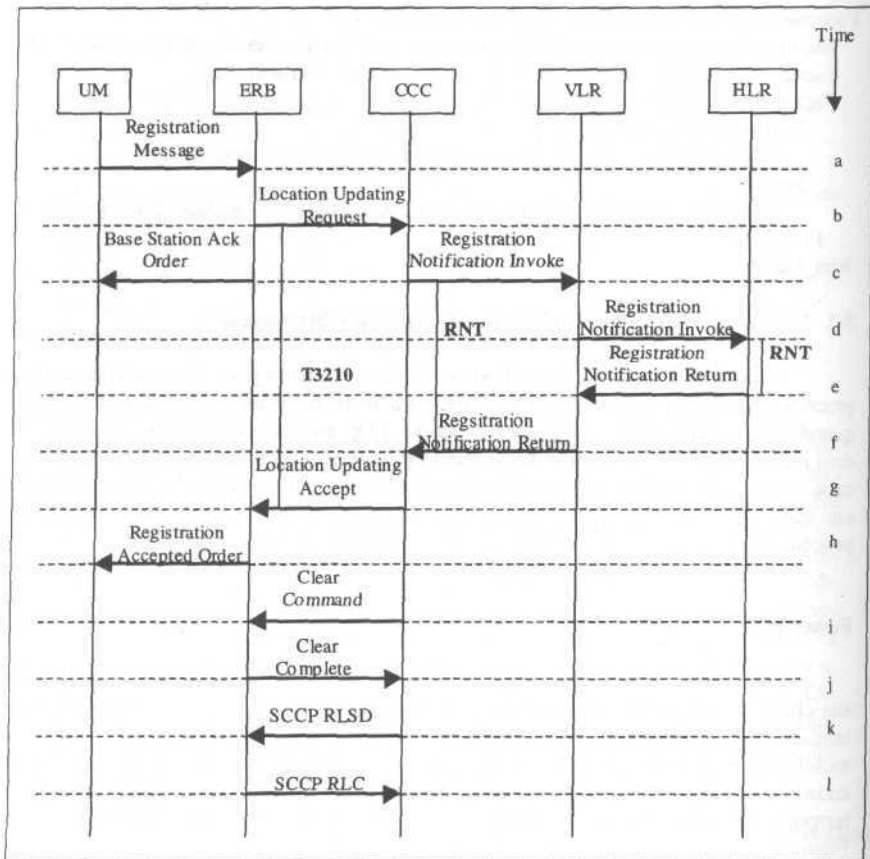 Time
UM ERB CCC VLR HLR
Registration
Message
a
Location Updating
Request
b
Base Station Ack
Order
Registration
Notification Invoke
c
Registration
Notification Invoke
d
RNT
Registration
Notification Return
RNT
T3210
e
Regsitration
Notification Return
f
Location Updating
Accept
g
Registration
Accepted Order
h
Clear
Command
i
Clear
Complete
j
SCCP RLSD
k
SCCP RLC
l